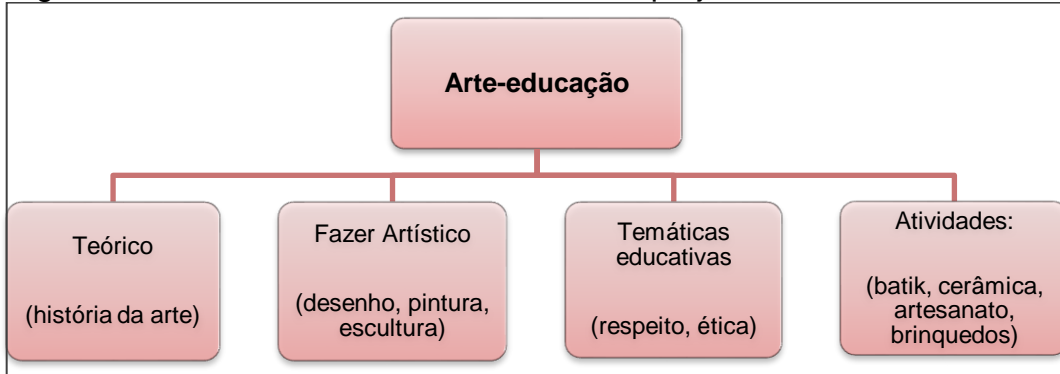 Arte-educação
Teórico
(história da arte)
Fazer Artístico
(desenho, pintura,
escultura)
Temáticas
educativas
(respeito, ética)
Atividades:
(batik, cerâmica,
artesanato,
brinquedos)